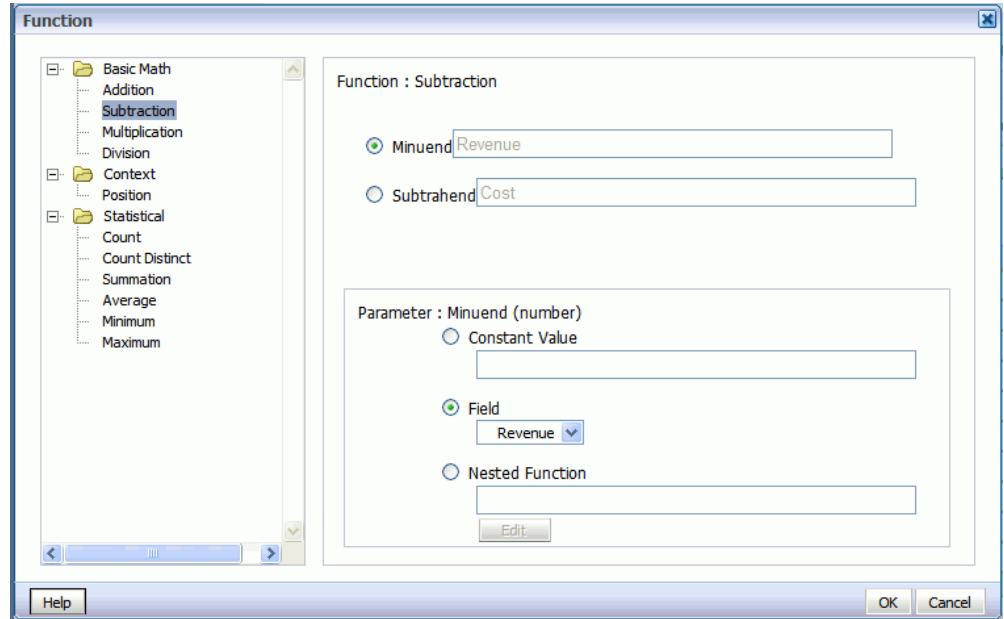 Function
Basic Math
Addition
Subtraction
Multiplication
Division
Context
Position
Statistical
Count
Count Distinct
Summation
Average
Minimum
Maximum
Function : Subtraction
Minuend Revenue
Subtrahend Cost
Parameter : Minuend (number)
Constant Value
Field
Revenue
Nested Function
Edit
Help
OK
Cancel